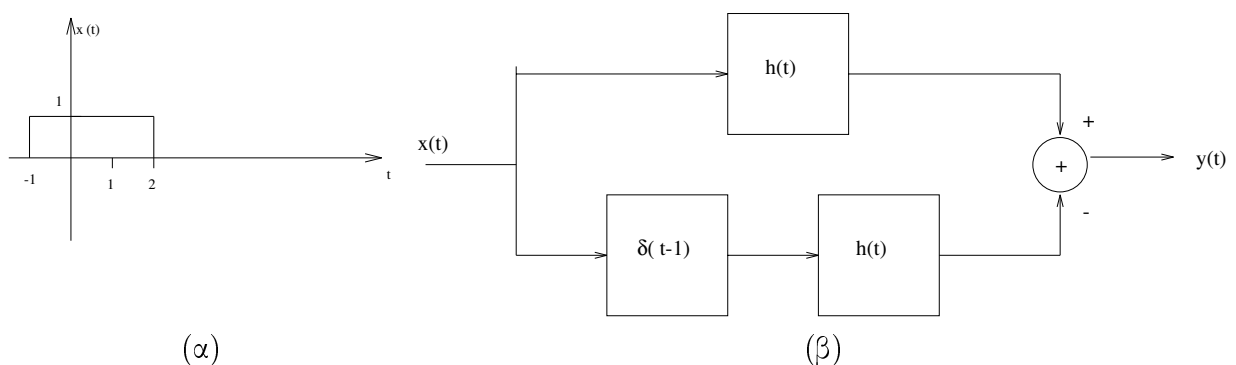 x (t)
1
-1
1
2
t
(α)
x(t)
h(t)
δ( t-1)
h(t)
+
+
-
y(t)
(β)